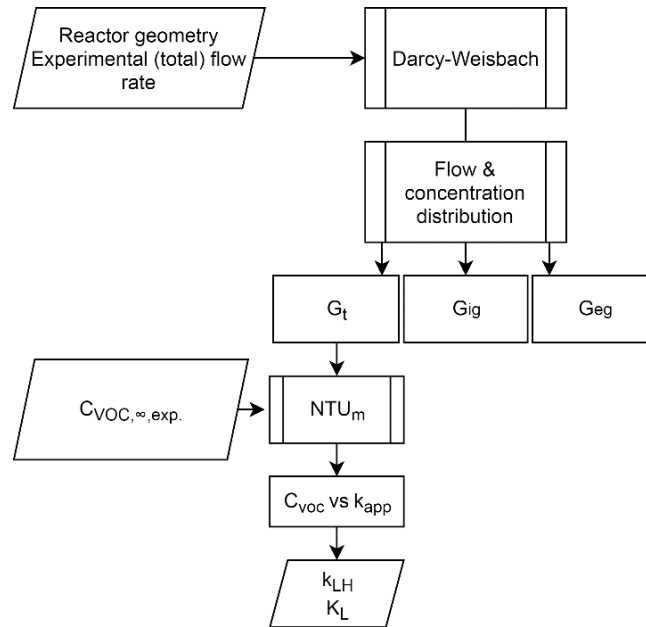 Reactor geometry
Experimental (total) flow
rate
Darcy-Weisbach
Flow &
concentration
distribution
Gt
Gig
Geg
CVOC,∞,exp.
NTUm
Cvoc vs kapp
kLH
KL